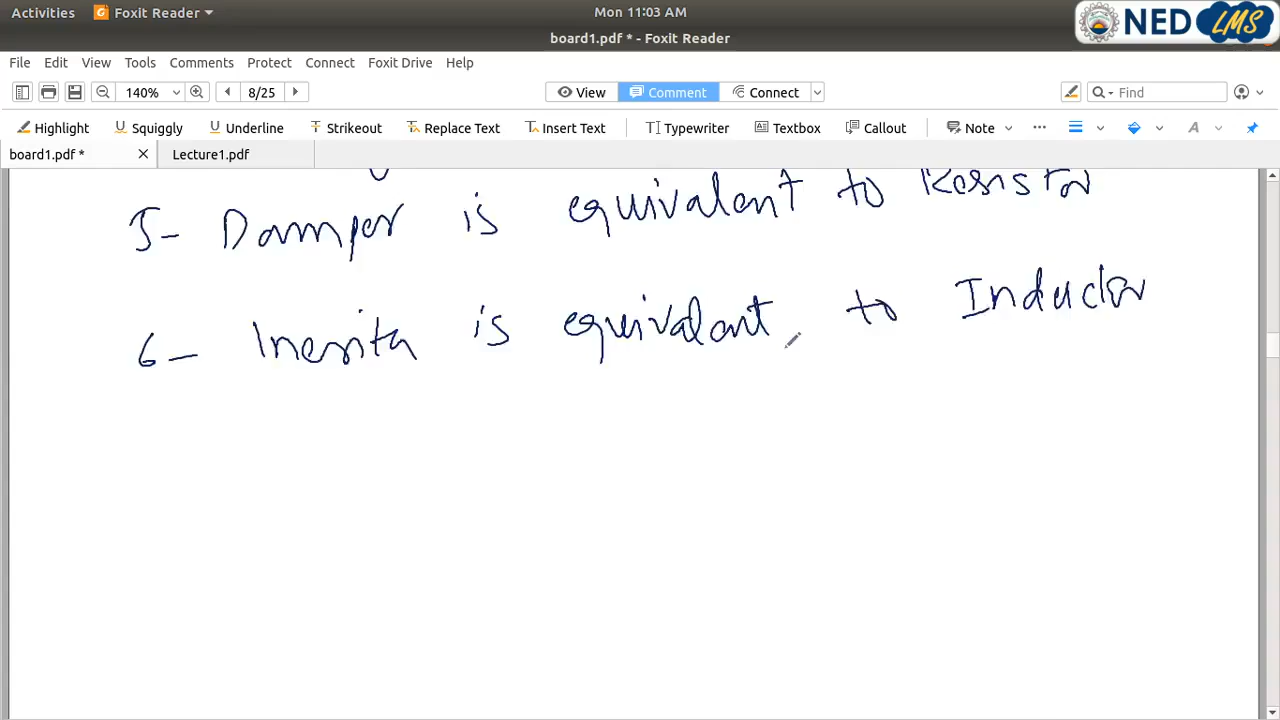 Activities Foxit Reader Mon 11:03 AM NED LMS
board1.pdf * - Foxit Reader
File Edit View Tools Comments Protect Connect Foxit Drive Help
140% 8/25 View Comment Connect Find
Highlight Squiggly Underline Strikeout Replace Text Insert Text Typewriter Textbox Callout Note
board1.pdf * Lecture1.pdf
5- Damper is equivalent to Resistor
6- Inerita is equivalent to Inductor